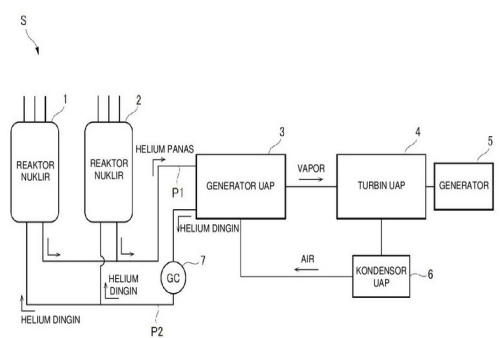 S
1
2
3
4
5
REAKTOR
NUKLIR
REAKTOR
NUKLIR
HELIUM PANAS
P1
GENERATOR UAP
VAPOR
TURBIN UAP
GENERATOR
HELIUM DINGIN
7
GC
HELIUM
DINGIN
AIR
KONDENSOR
UAP
6
HELIUM DINGIN
P2